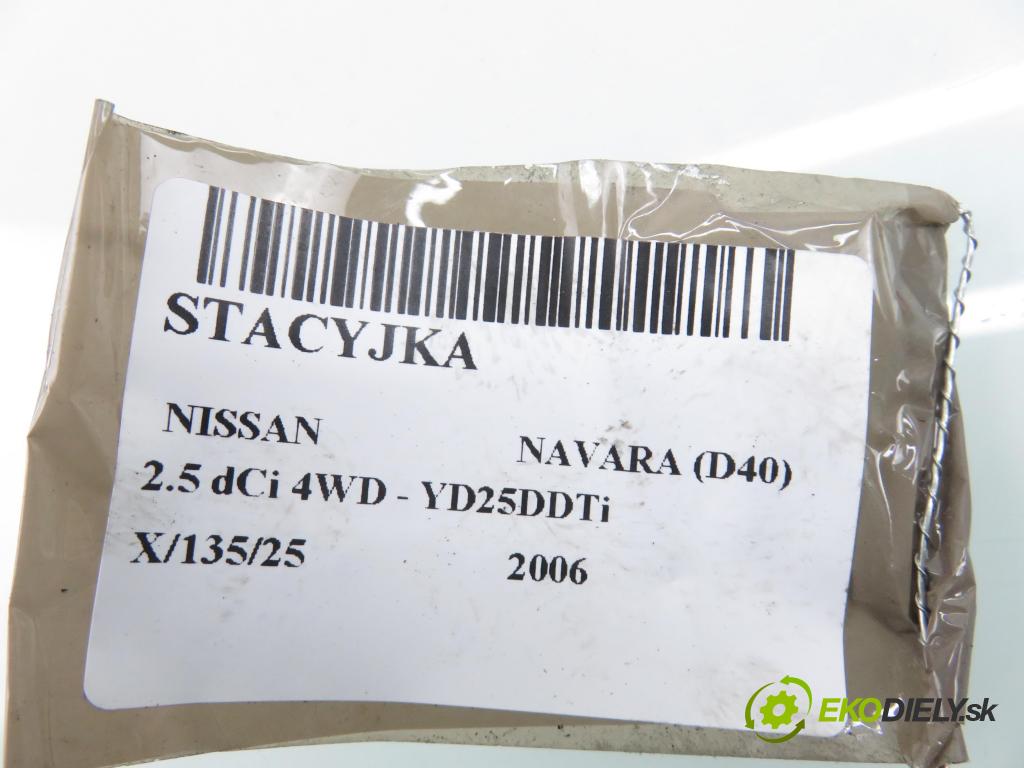 STACYJKA
NISSAN NAVARA (D40)
2.5 dCi 4WD - YD25DDTi
X/135/25 2006
EKODIELY.sk